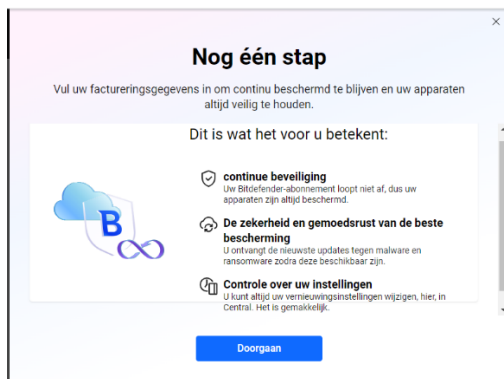 Nog één stap
Vul uw factureringsgegevens in om continu beschermd te blijven en uw apparaten
altijd veilig te houden.
Dit is wat het voor u betekent:
continue beveiliging
Uw Bitdefender-abonnement loopt niet af, dus uw
apparaten zijn altijd beschermd.
De zekerheid en gemoedsrust van de beste
bescherming
U ontvangt de nieuwste updates tegen malware en
ransomware zodra deze beschikbaar zijn.
Controle over uw instellingen
U kunt altijd uw vernieuwingsinstellingen wijzigen, hier, in
Central. Het is gemakkelijk.
B
Doorgaan